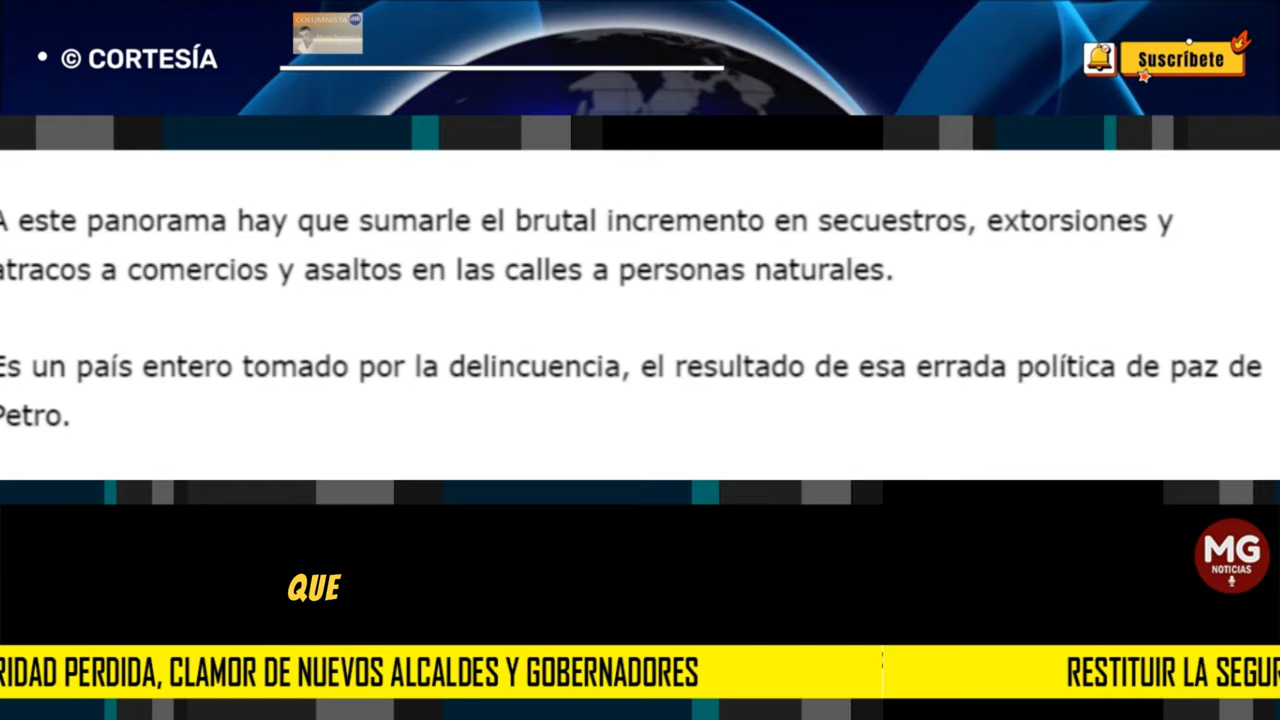 • © CORTESÍA
COLUMNISTA
Suscríbete
A este panorama hay que sumarle el brutal incremento en secuestros, extorsiones y
atracos a comercios y asaltos en las calles a personas naturales.
Es un país entero tomado por la delincuencia, el resultado de esa errada política de paz de
Petro.
MG
NOTICIAS
QUE
RIDAD PERDIDA, CLAMOR DE NUEVOS ALCALDES Y GOBERNADORES
RESTITUIR LA SEGUR